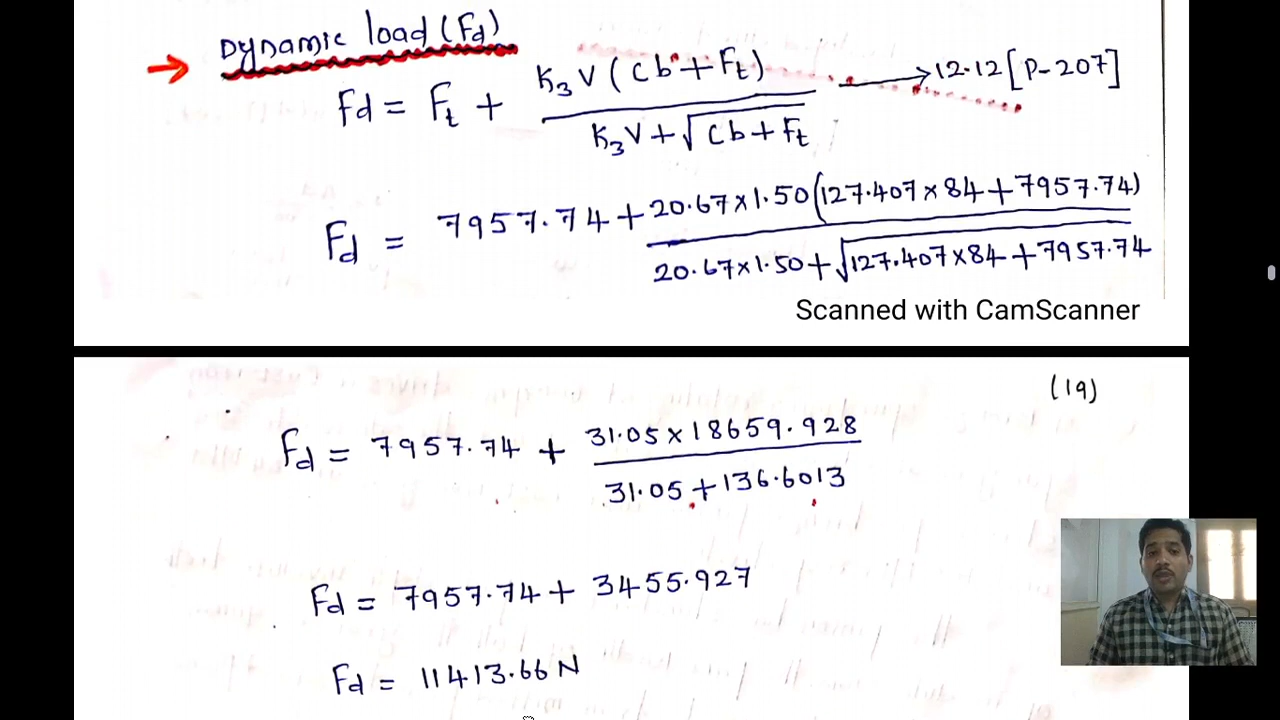 → Dynamic load (Fd)
Fd = Ft + K3V(Cb+Ft) / K3V+√Cb+Ft → 12.12 [P-207]
Fd = 7957.74 + 20.67×1.50(127.407×84+7957.74) / 20.67×1.50+√127.407×84+7957.74
Scanned with CamScanner
(19)
Fd = 7957.74 + 31.05×18659.928 / 31.05+136.6013
Fd = 7957.74 + 3455.927
Fd = 11413.66 N